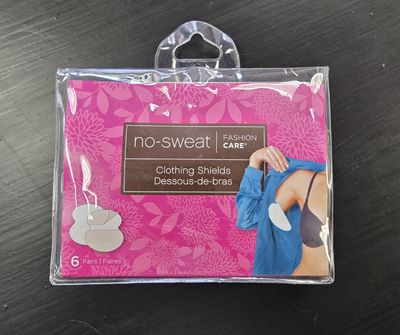 no-sweat
FASHION
CARE®
Clothing Shields
Dessous-de-bras
6 Pairs | Paires